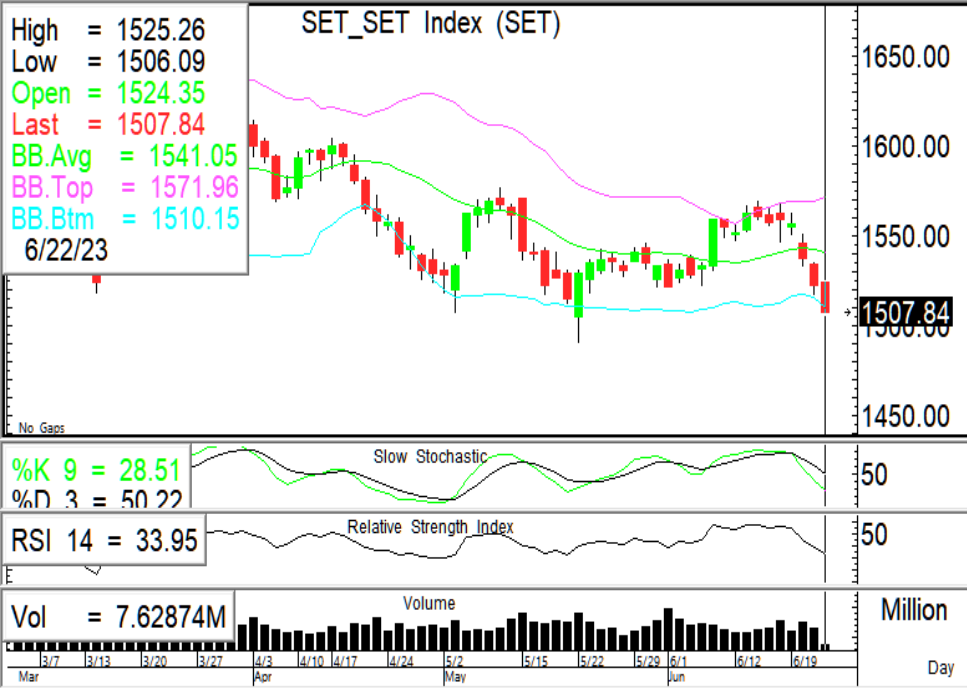 SET_SET Index (SET)
High = 1525.26
Low = 1506.09
Open = 1524.35
Last = 1507.84
BB.Avg = 1541.05
BB.Top = 1571.96
BB.Btm = 1510.15
6/22/23
1650.00
1600.00
1550.00
1507.84
1500.00
1450.00
No Gaps
Slow Stochastic
%K 9 = 28.51
%D 3 = 50.22
50
Relative Strength Index
RSI 14 = 33.95
50
Volume
Vol = 7.62874M
Million
3/7 3/13 3/20 3/27 4/3 4/10 4/17 4/24 5/2 5/15 5/22 5/29 6/1 6/12 6/19
Mar Apr May Jun
Day